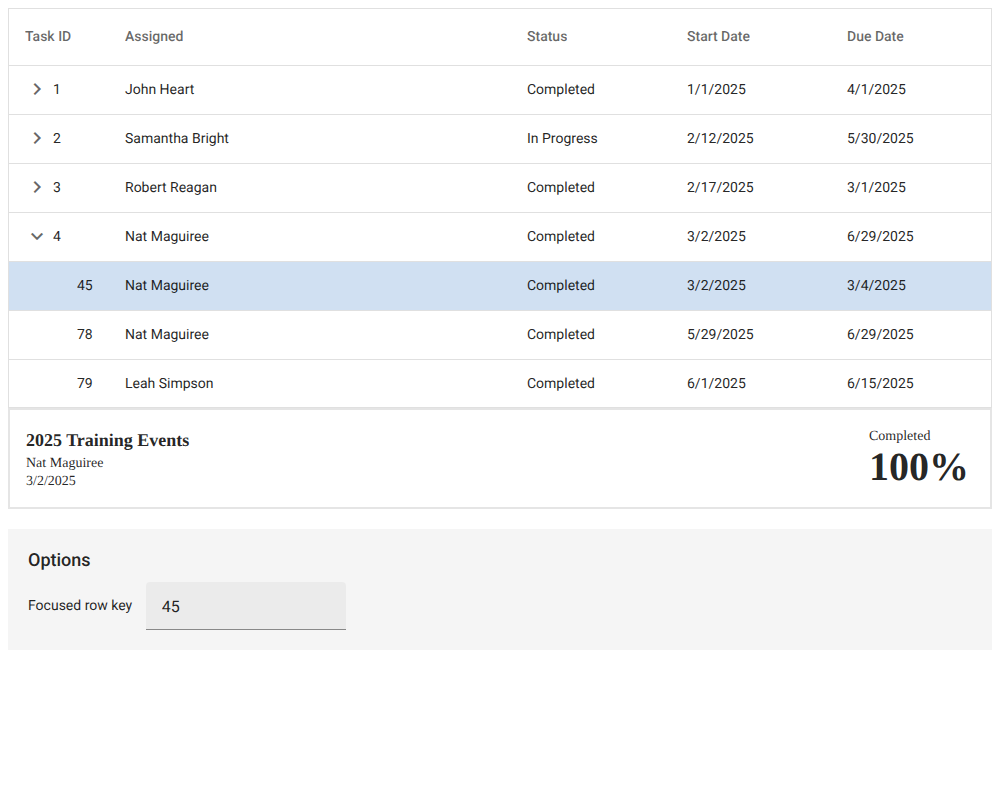 Task ID Assigned Status Start Date Due Date
1 John Heart Completed 1/1/2025 4/1/2025
2 Samantha Bright In Progress 2/12/2025 5/30/2025
3 Robert Reagan Completed 2/17/2025 3/1/2025
4 Nat Maguiree Completed 3/2/2025 6/29/2025
45 Nat Maguiree Completed 3/2/2025 3/4/2025
78 Nat Maguiree Completed 5/29/2025 6/29/2025
79 Leah Simpson Completed 6/1/2025 6/15/2025
2025 Training Events
Nat Maguiree
3/2/2025
Completed
100%
Options
Focused row key 45